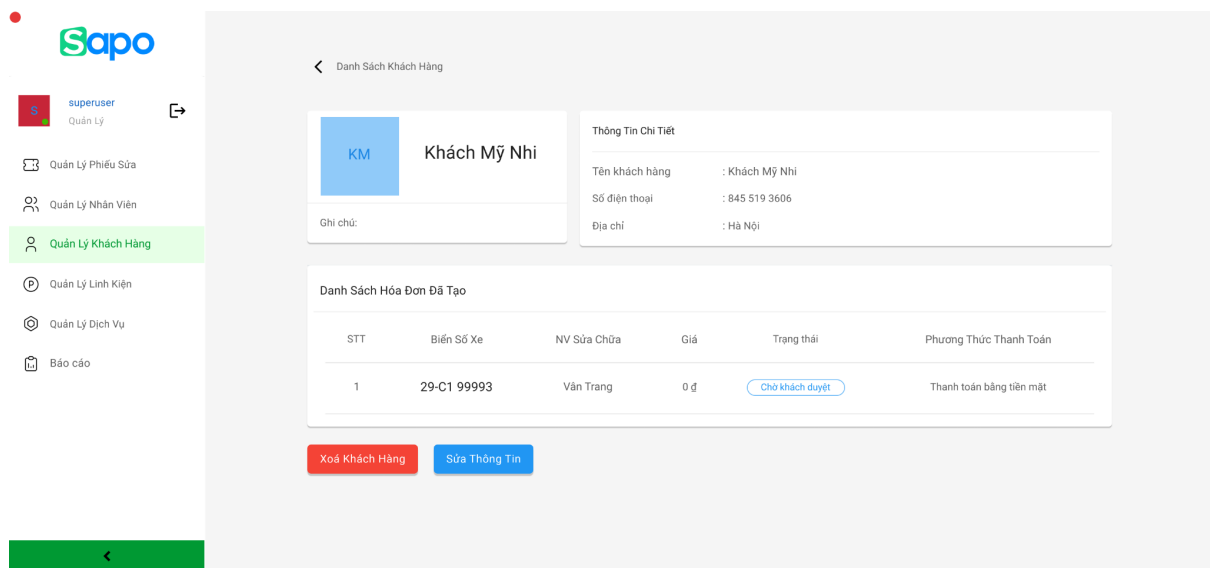 Sapo
Danh Sách Khách Hàng
S
superuser
Quản Lý
Quản Lý Phiếu Sửa
Quản Lý Nhân Viên
Quản Lý Khách Hàng
Quản Lý Linh Kiện
Quản Lý Dịch Vụ
Báo cáo
KM
Khách Mỹ Nhi
Ghi chú:
Thông Tin Chi Tiết
Tên khách hàng : Khách Mỹ Nhi
Số điện thoại : 845 519 3606
Địa chỉ : Hà Nội
Danh Sách Hóa Đơn Đã Tạo
STT Biển Số Xe NV Sửa Chữa Giá Trạng thái Phương Thức Thanh Toán
1 29-C1 99993 Vân Trang 0 ₫ Chờ khách duyệt Thanh toán bằng tiền mặt
Xoá Khách Hàng Sửa Thông Tin